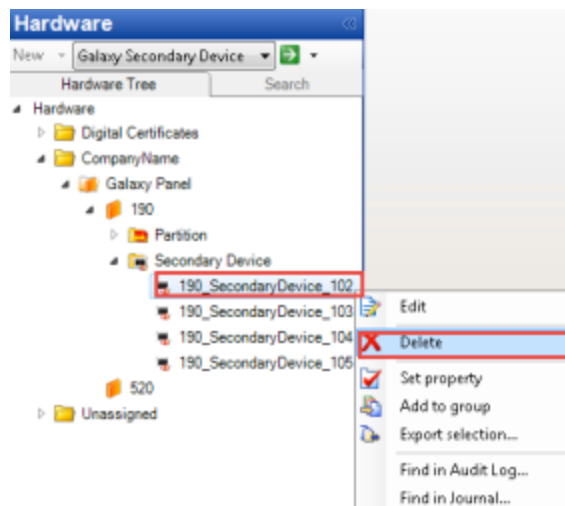 Hardware
New Galaxy Secondary Device
Hardware Tree Search
Hardware
Digital Certificates
CompanyName
Galaxy Panel
190
Partition
Secondary Device
190_SecondaryDevice_102
190_SecondaryDevice_103
190_SecondaryDevice_104
190_SecondaryDevice_105
520
Unassigned
Edit
Delete
Set property
Add to group
Export selection...
Find in Audit Log...
Find in Journal...